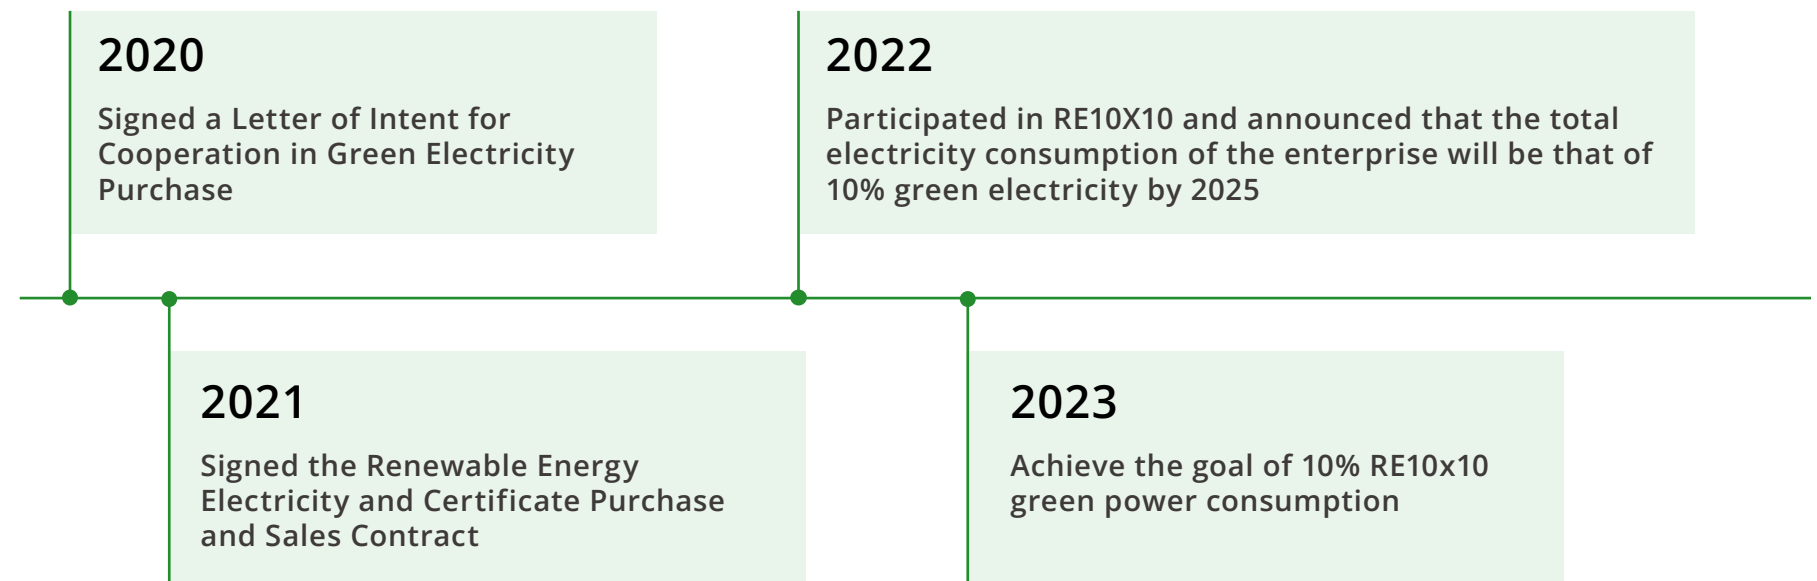 2020
Signed a Letter of Intent for
Cooperation in Green Electricity
Purchase
2021
Signed the Renewable Energy
Electricity and Certificate Purchase
and Sales Contract
2022
Participated in RE10X10 and announced that the total
electricity consumption of the enterprise will be that of
10% green electricity by 2025
2023
Achieve the goal of 10% RE10x10
green power consumption